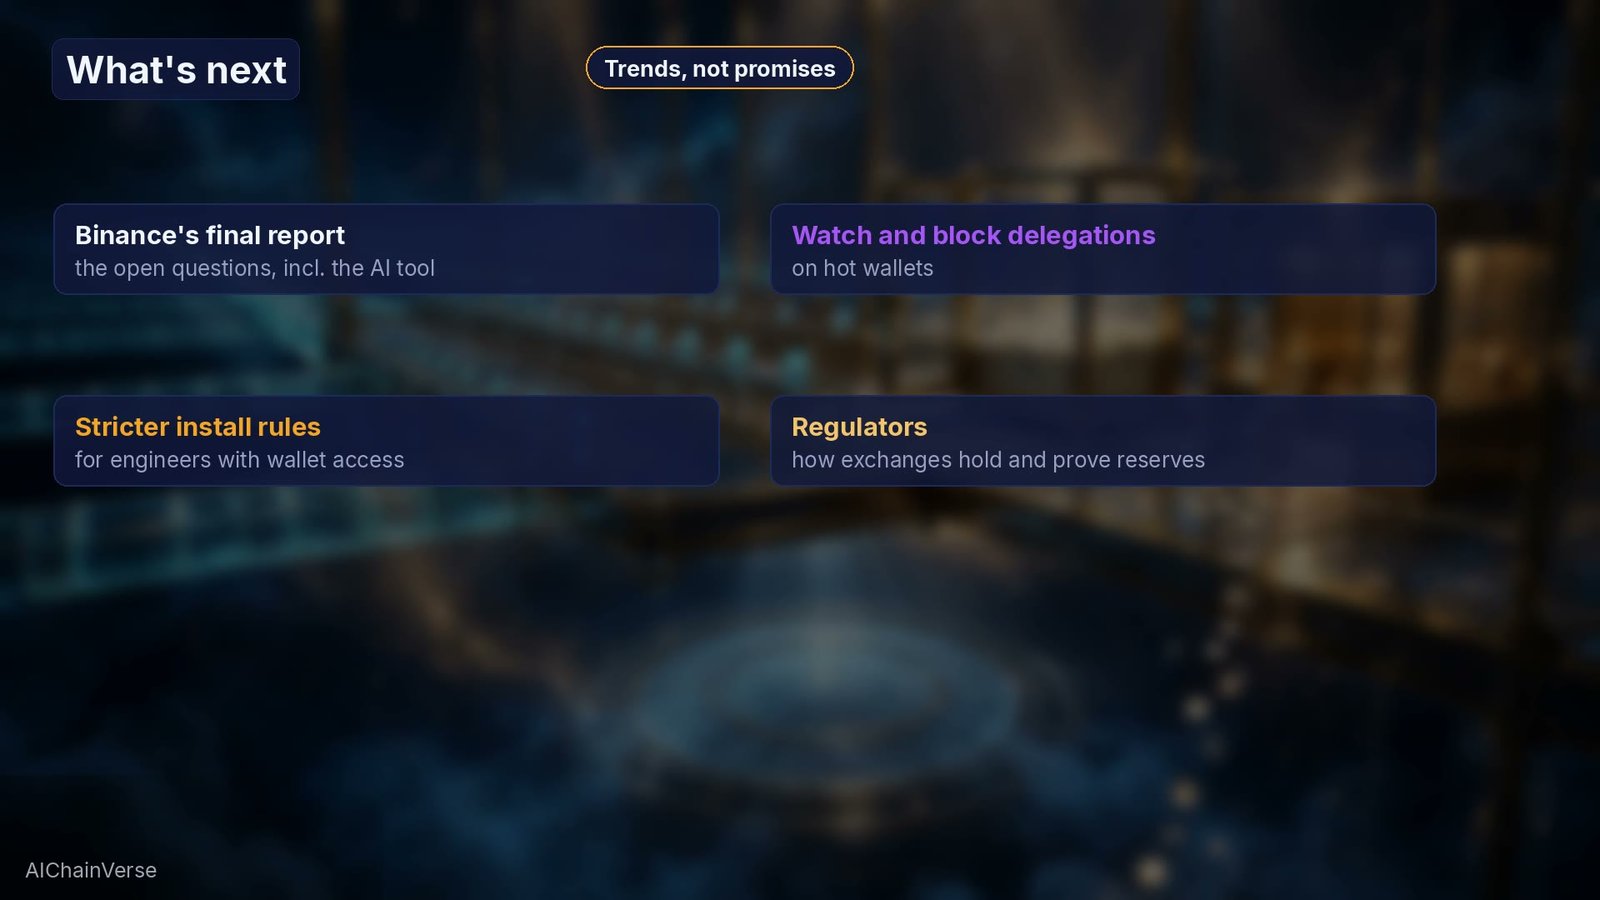 What's next
Trends, not promises
Binance's final report
the open questions, incl. the AI tool
Watch and block delegations
on hot wallets
Stricter install rules
for engineers with wallet access
Regulators
how exchanges hold and prove reserves
AIChainVerse